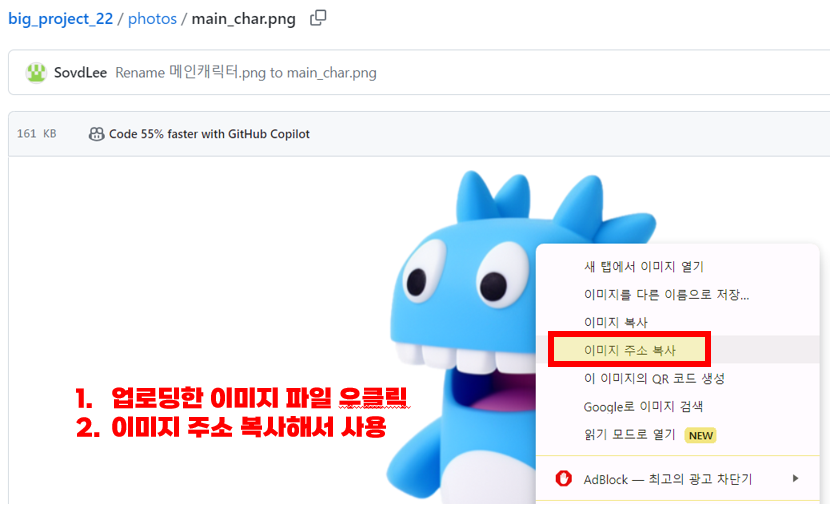 big_project_22 / photos / main_char.png
SovdLee Rename 메인캐릭터.png to main_char.png
161 KB Code 55% faster with GitHub Copilot
새 탭에서 이미지 열기
이미지를 다른 이름으로 저장...
이미지 복사
이미지 주소 복사
이 이미지의 QR 코드 생성
Google로 이미지 검색
읽기 모드로 열기 NEW
AdBlock — 최고의 광고 차단기
1. 업로딩한 이미지 파일 우클릭
2. 이미지 주소 복사해서 사용